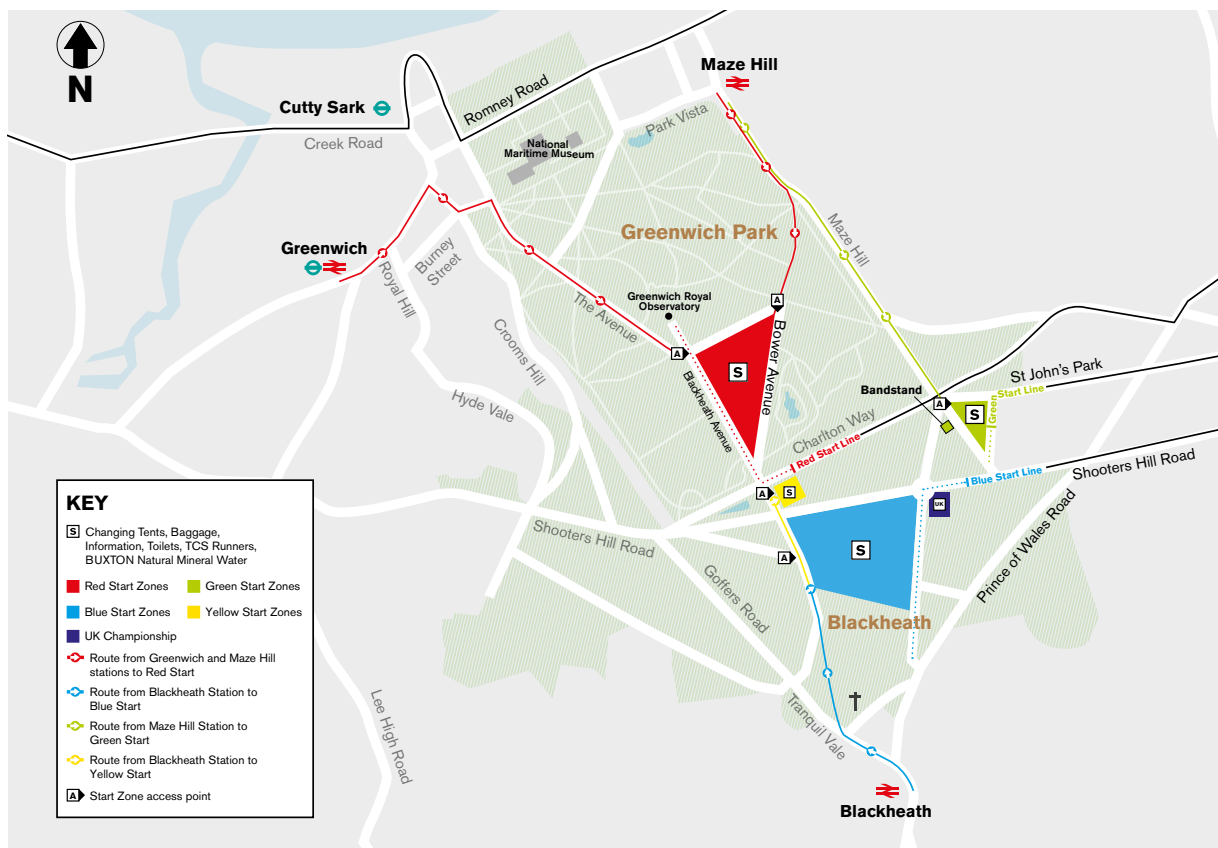 N
Maze Hill
Cutty Sark
Romney Road
Creek Road
Park Vista
National
Maritime Museum
Greenwich Park
Maze Hill
Greenwich
Burney
Street
Royal Hill
Greenwich Royal
Observatory
The Avenue
A
A
Bower Avenue
S
Crooms Hill
Blackheath Avenue
Hyde Vale
St John's Park
Bandstand
A
S
Green
Start Line
Charlton Way
Red Start Line
Shooters Hill Road
Blue Start Line
A
S
UK
Shooters Hill Road
S
A
Prince of Wales Road
Goffers Road
Blackheath
Tranquil Vale
Lee High Road
Blackheath
KEY
S Changing Tents, Baggage,
Information, Toilets, TCS Runners,
BUXTON Natural Mineral Water
Red Start Zones
Green Start Zones
Blue Start Zones
Yellow Start Zones
UK Championship
Route from Greenwich and Maze Hill
stations to Red Start
Route from Blackheath Station to
Blue Start
Route from Maze Hill Station to
Green Start
Route from Blackheath Station to
Yellow Start
A Start Zone access point